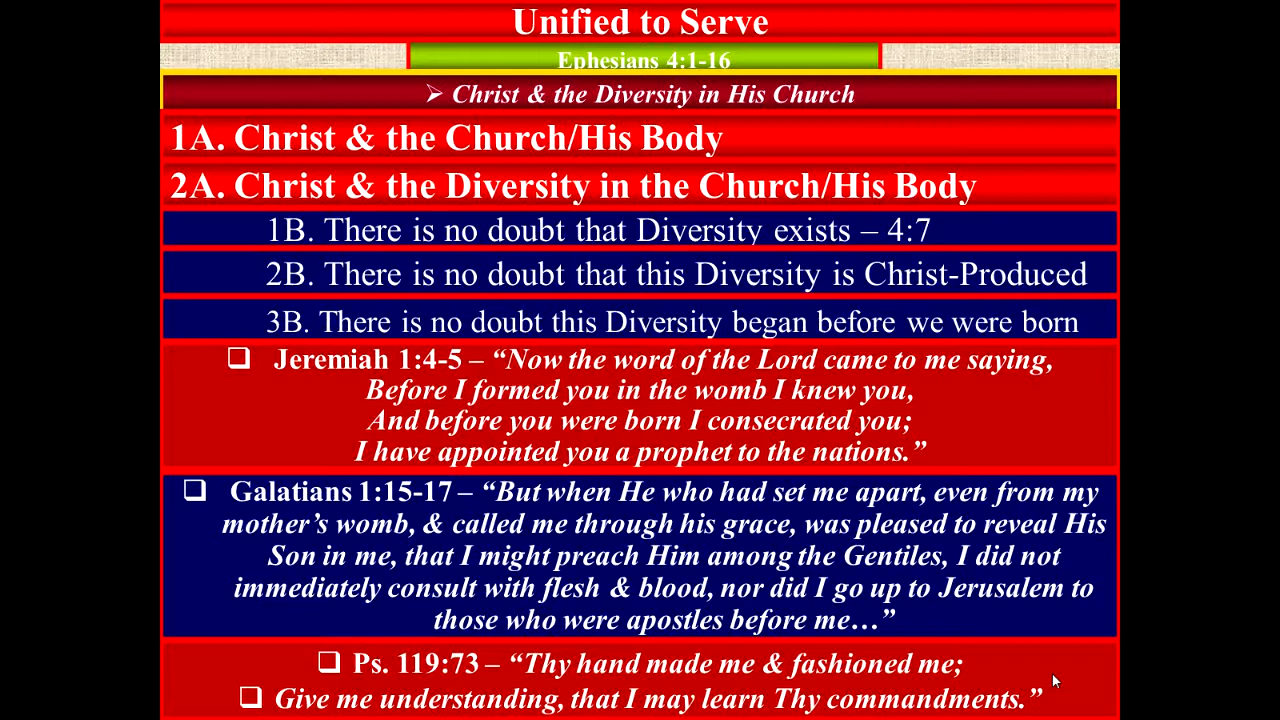 Unified to Serve
Ephesians 4:1-16
➢ Christ & the Diversity in His Church
1A. Christ & the Church/His Body
2A. Christ & the Diversity in the Church/His Body
1B. There is no doubt that Diversity exists – 4:7
2B. There is no doubt that this Diversity is Christ-Produced
3B. There is no doubt this Diversity began before we were born
❑ Jeremiah 1:4-5 – “Now the word of the Lord came to me saying,
Before I formed you in the womb I knew you,
And before you were born I consecrated you;
I have appointed you a prophet to the nations.”
❑ Galatians 1:15-17 – “But when He who had set me apart, even from my
mother’s womb, & called me through his grace, was pleased to reveal His
Son in me, that I might preach Him among the Gentiles, I did not
immediately consult with flesh & blood, nor did I go up to Jerusalem to
those who were apostles before me…”
❑ Ps. 119:73 – “Thy hand made me & fashioned me;
❑ Give me understanding, that I may learn Thy commandments.”